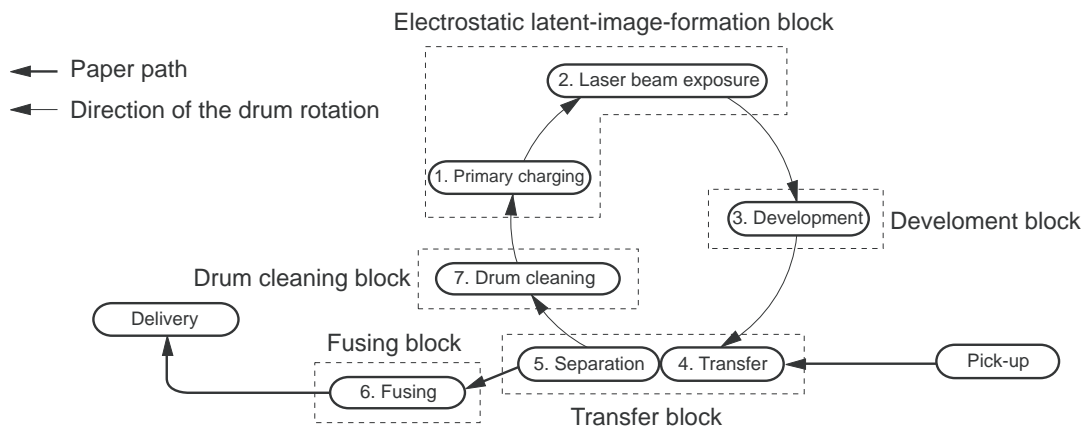 Electrostatic latent-image-formation block
Paper path
Direction of the drum rotation
2. Laser beam exposure
1. Primary charging
3. Development
Develoment block
Drum cleaning block
7. Drum cleaning
Delivery
Fusing block
5. Separation
4. Transfer
Pick-up
6. Fusing
Transfer block